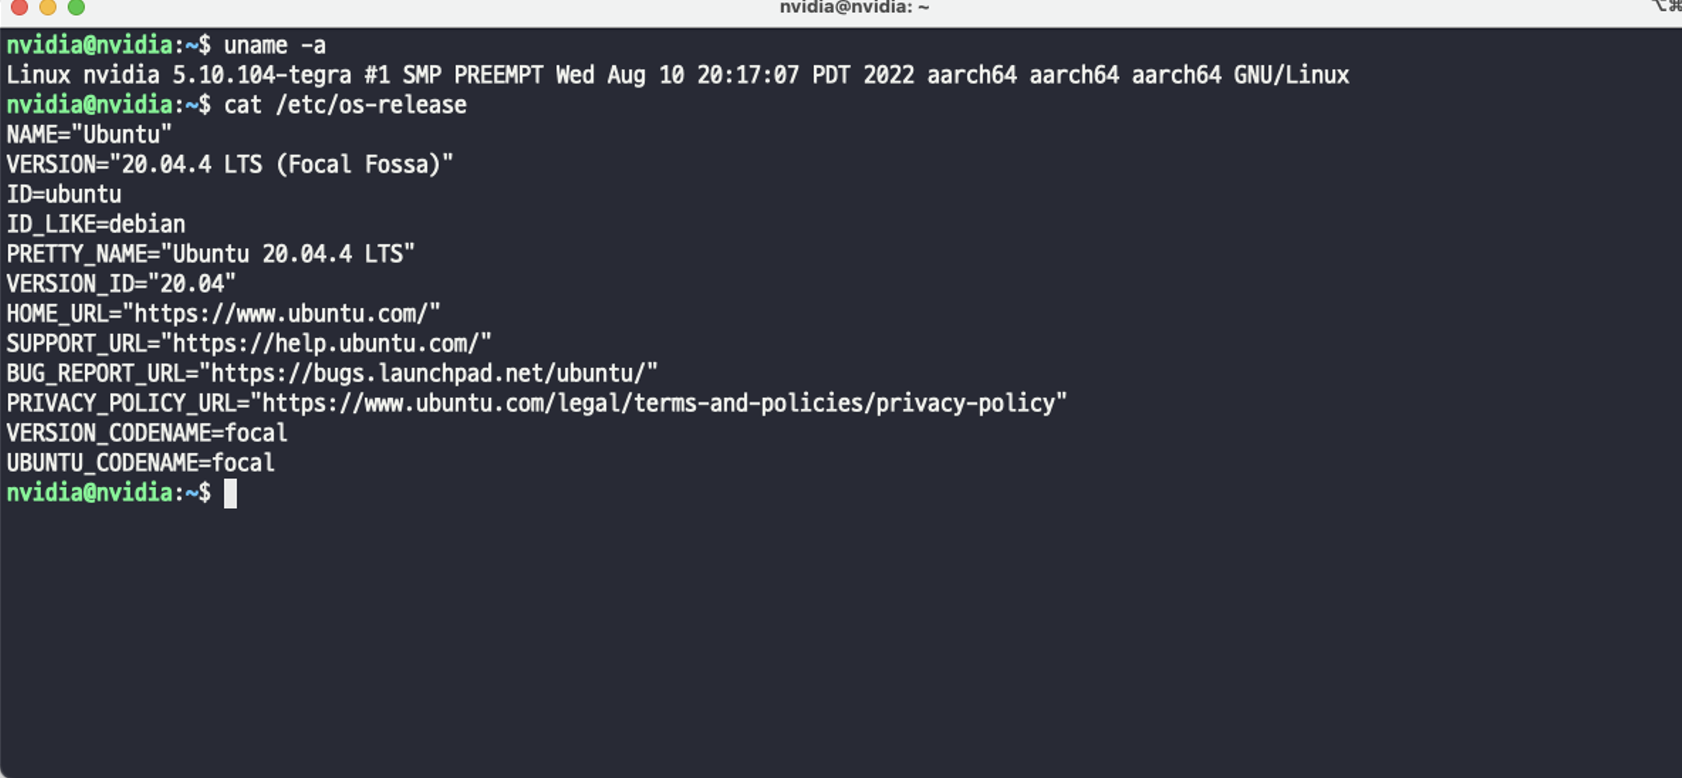 nvidia@nvidia: ~
nvidia@nvidia:~$ uname -a
Linux nvidia 5.10.104-tegra #1 SMP PREEMPT Wed Aug 10 20:17:07 PDT 2022 aarch64 aarch64 aarch64 GNU/Linux
nvidia@nvidia:~$ cat /etc/os-release
NAME="Ubuntu"
VERSION="20.04.4 LTS (Focal Fossa)"
ID=ubuntu
ID_LIKE=debian
PRETTY_NAME="Ubuntu 20.04.4 LTS"
VERSION_ID="20.04"
HOME_URL="https://www.ubuntu.com/"
SUPPORT_URL="https://help.ubuntu.com/"
BUG_REPORT_URL="https://bugs.launchpad.net/ubuntu/"
PRIVACY_POLICY_URL="https://www.ubuntu.com/legal/terms-and-policies/privacy-policy"
VERSION_CODENAME=focal
UBUNTU_CODENAME=focal
nvidia@nvidia:~$